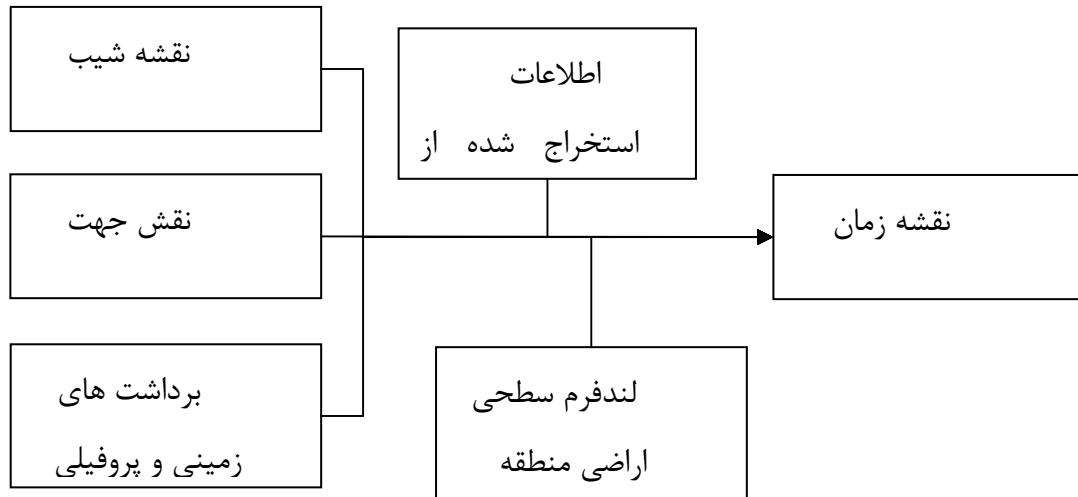 نقشه شیب
اطلاعات
استخراج شده از
نقش جهت
نقشه زمان
برداشت های
زمینی و پروفیلی
لندفرم سطحی
اراضی منطقه